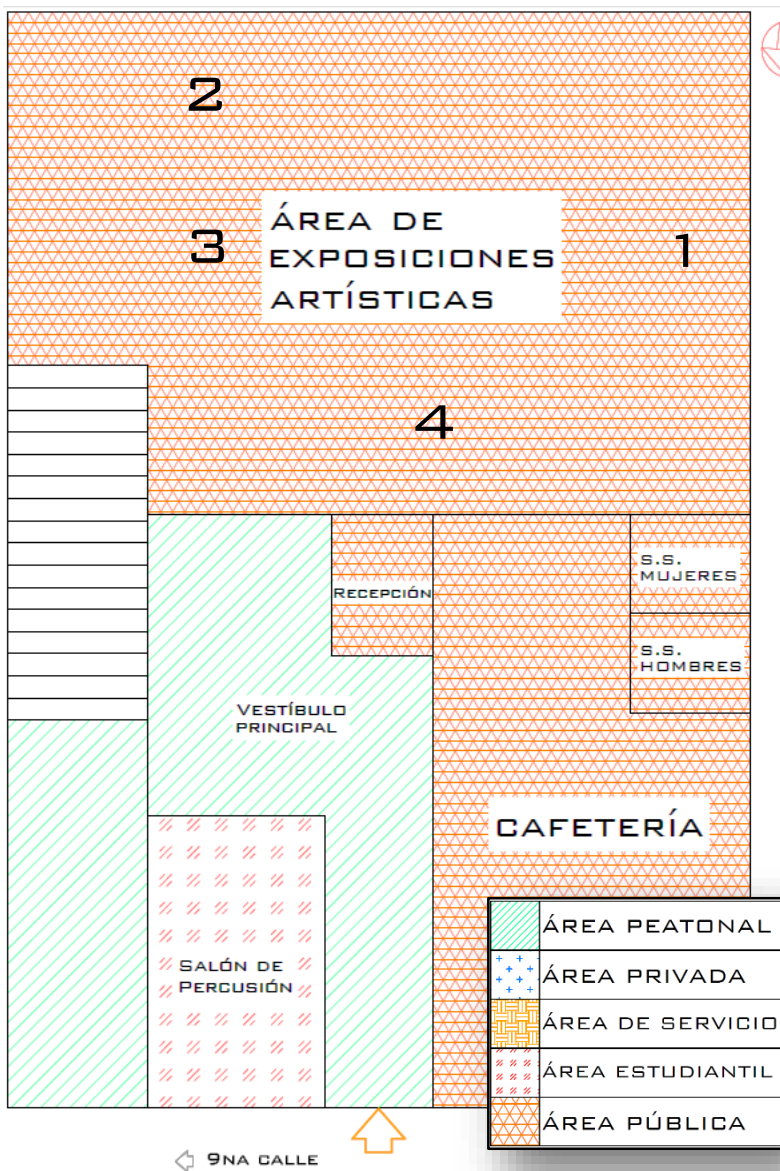 2
3
ÁREA DE
EXPOSICIONES
ARTÍSTICAS
1
4
RECEPCIÓN
S.S.
MUJERES
S.S.
HOMBRES
VESTÍBULO
PRINCIPAL
CAFETERÍA
SALÓN DE
PERCUSIÓN
ÁREA PEATONAL
ÁREA PRIVADA
ÁREA DE SERVICIO
ÁREA ESTUDIANTIL
ÁREA PÚBLICA
9NA CALLE